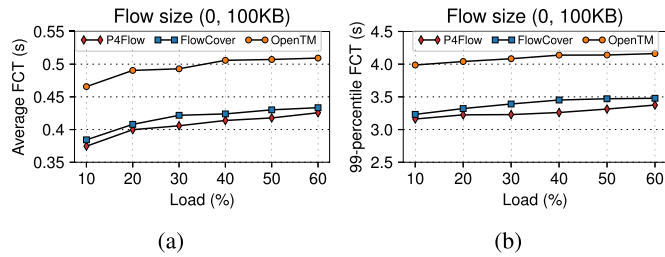 Flow size (0, 100KB)
P4Flow FlowCover OpenTM
Average FCT (s)
0.55
0.5
0.45
0.4
0.35
10 20 30 40 50 60
Load (%)
(a)
Flow size (0, 100KB)
P4Flow FlowCover OpenTM
99-percentile FCT (s)
4.5
4.0
3.5
3.0
2.5
10 20 30 40 50 60
Load (%)
(b)